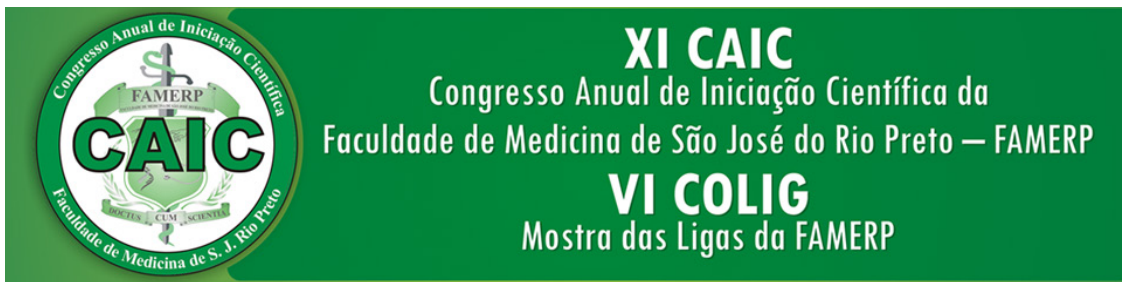 Congresso Anual de Iniciação Científica
FAMERP
CAIC
DOCTUS CUM SCIENTIA
Faculdade de Medicina de S. J. Rio Preto
XI CAIC
Congresso Anual de Iniciação Científica da
Faculdade de Medicina de São José do Rio Preto – FAMERP
VI COLIG
Mostra das Ligas da FAMERP